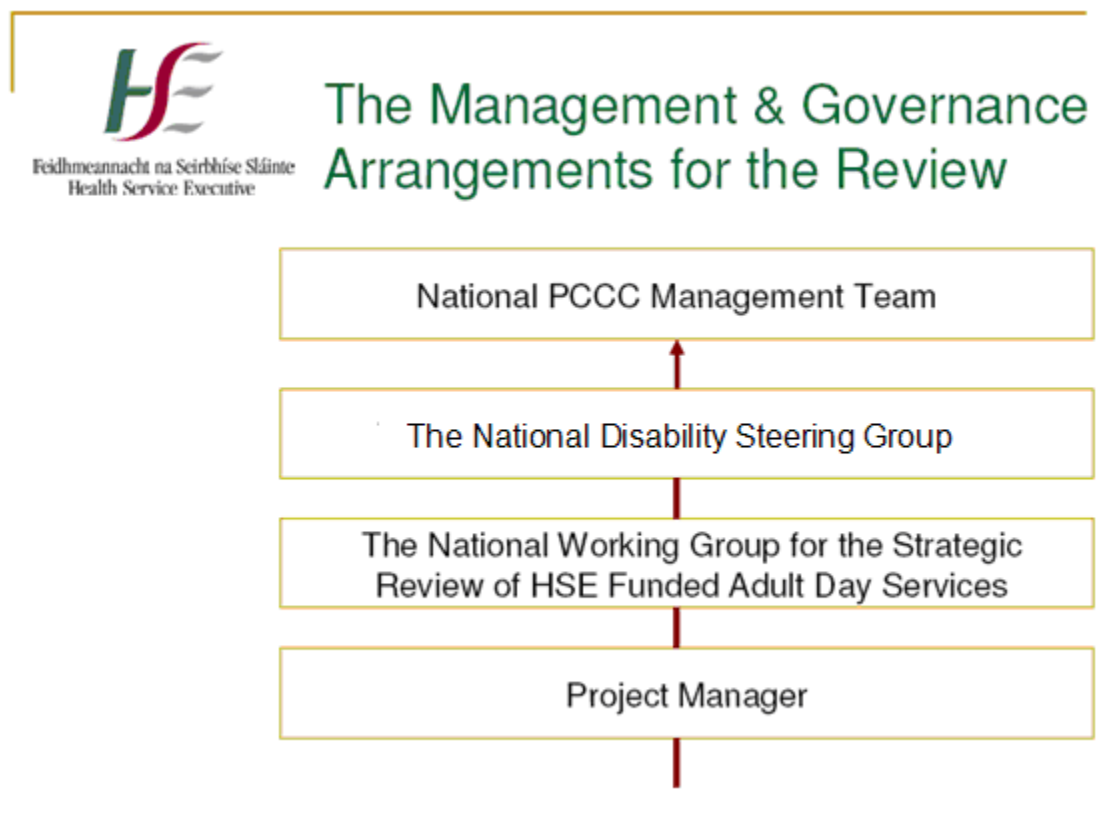 Feidhmeannacht na Seirbhíse Sláinte
Health Service Executive
The Management & Governance
Arrangements for the Review
National PCCC Management Team
The National Disability Steering Group
The National Working Group for the Strategic
Review of HSE Funded Adult Day Services
Project Manager